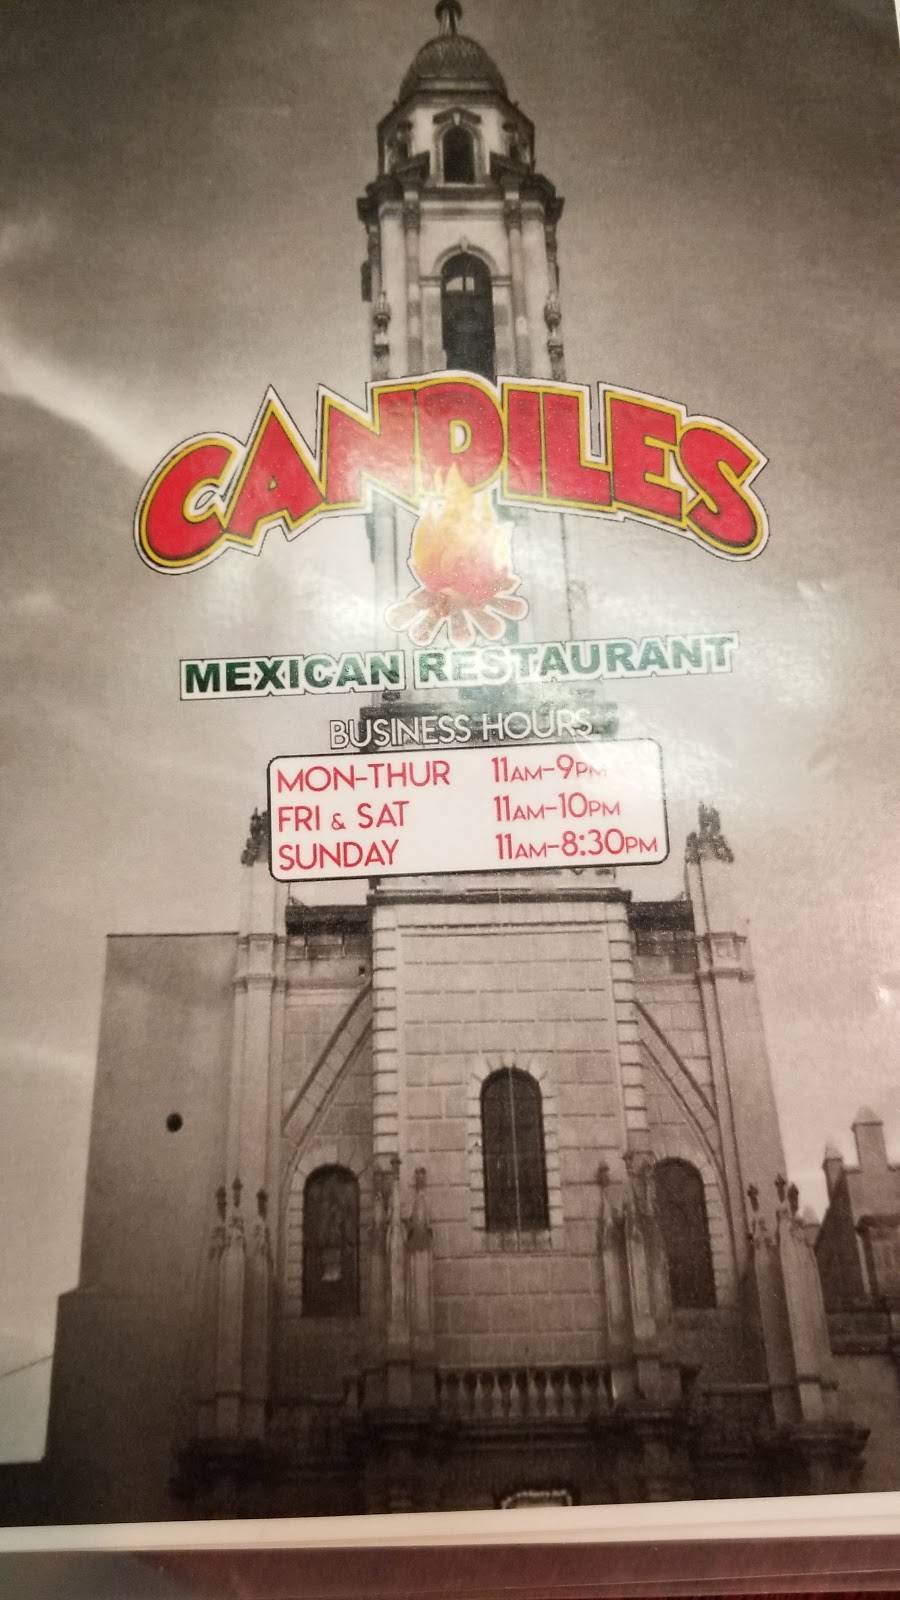 CANDILES
MEXICAN RESTAURANT
BUSINESS HOURS
MON-THUR 11AM-9PM
FRI & SAT 11AM-10PM
SUNDAY 11AM-8:30PM